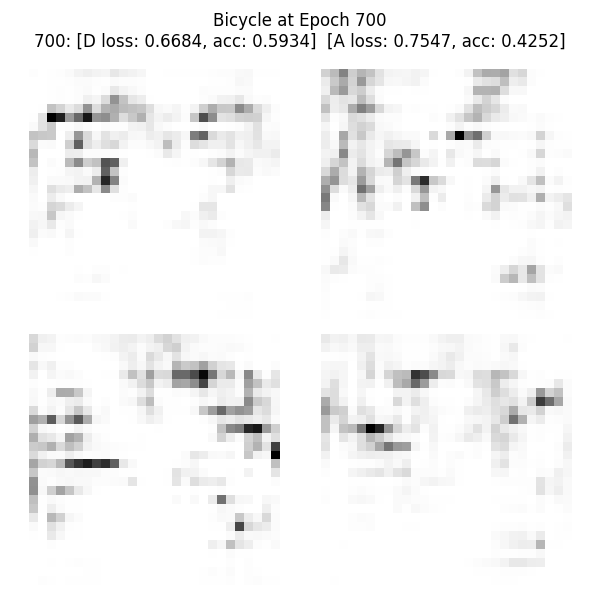 Bicycle at Epoch 700
700: [D loss: 0.6684, acc: 0.5934]  [A loss: 0.7547, acc: 0.4252]